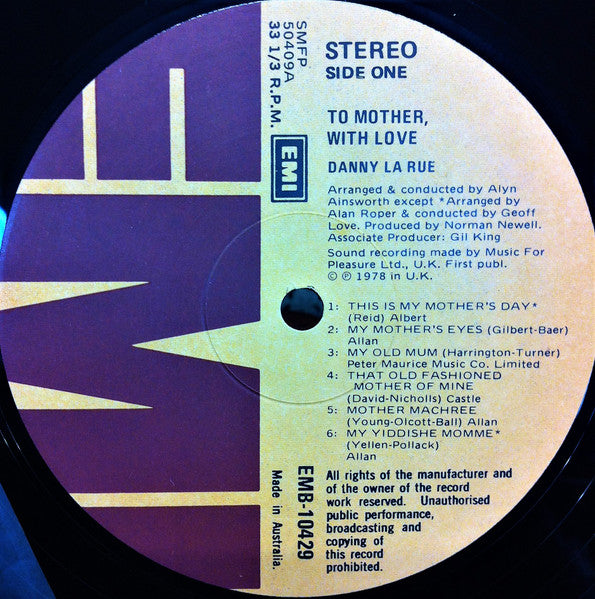 SMFP
50409A
33 1/3 R.P.M.
EMI
STEREO
SIDE ONE
TO MOTHER,
WITH LOVE
DANNY LA RUE
Arranged & conducted by Alyn
Ainsworth except *Arranged by
Alan Roper & conducted by Geoff
Love. Produced by Norman Newell.
Associate Producer: Gil King
Sound recording made by Music For
Pleasure Ltd., U.K. First publ.
© ℗ 1978 in U.K.
1: THIS IS MY MOTHER'S DAY*
(Reid) Albert
2: MY MOTHER'S EYES (Gilbert-Baer)
Allan
3: MY OLD MUM (Harrington-Turner)
Peter Maurice Music Co. Limited
4: THAT OLD FASHIONED
MOTHER OF MINE
(David-Nicholls) Castle
5: MOTHER MACHREE
(Young-Olcott-Ball) Allan
6: MY YIDDISHE MOMME*
(Yellen-Pollack)
Allan
EMB-10429
Made in Australia.
All rights of the manufacturer and
of the owner of the record
work reserved. Unauthorised
public performance,
broadcasting and
copying of
this record
prohibited.
EMI